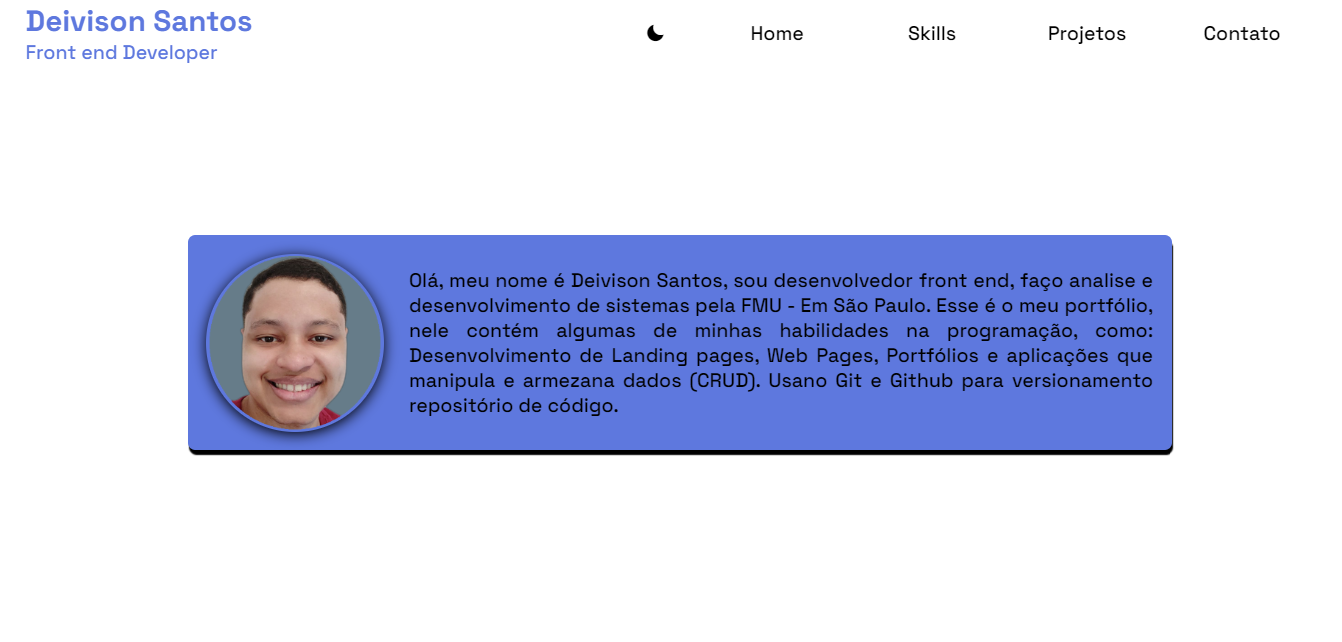 Deivison Santos
Front end Developer
Home Skills Projetos Contato
Olá, meu nome é Deivison Santos, sou desenvolvedor front end, faço analise e
desenvolvimento de sistemas pela FMU - Em São Paulo. Esse é o meu portfólio,
nele contém algumas de minhas habilidades na programação, como:
Desenvolvimento de Landing pages, Web Pages, Portfólios e aplicações que
manipula e armezana dados (CRUD). Usano Git e Github para versionamento
repositório de código.